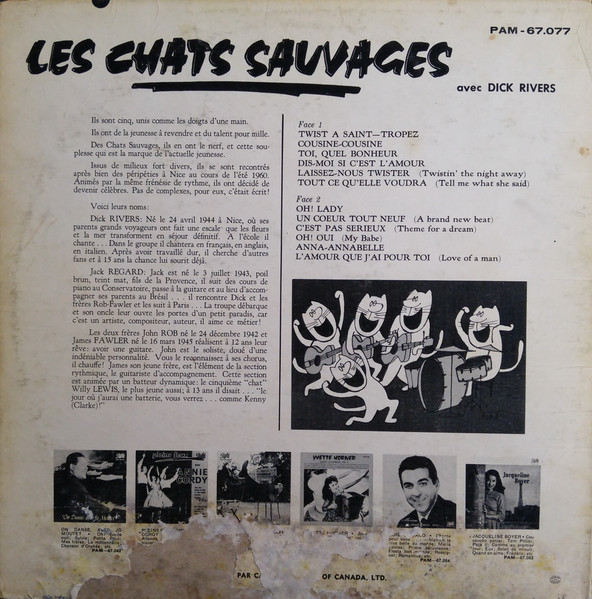 PAM-67.077
LES CHATS SAUVAGES
avec DICK RIVERS
Ils sont cinq, unis comme les doigts d'une main.
Ils ont de la jeunesse à revendre et du talent pour mille.
Des Chats Sauvages, ils en ont le nerf, et cette sou-
plesse qui est la marque de l'actuelle jeunesse.
Issus de milieux fort divers, ils se sont rencontrés
après bien des péripéties à Nice au cours de l'été 1960.
Animés par la même frénésie de rythme, ils ont décidé de
devenir célèbres. Pas de complexes, pour eux, c'était écrit!
Voici leurs noms:
Dick RIVERS: Né le 24 avril 1944 à Nice, où ses
parents grands voyageurs ont fait une escale que les fleurs
et la mer transforment en séjour définitif. A l'école il
chante . . . Dans le groupe il chantera en français, en anglais,
en italien. Après avoir travaillé dur, il cherche d'autres
fans et à 15 ans la chance lui sourit déjà.
Jack REGARD: Jack est né le 3 juillet 1943, poil
brun, teint mat, fils de la Provence, il suit des cours de
piano au Conservatoire, passe à la guitare et au lieu d'accom-
pagner ses parents au Brésil . . . il rencontre Dick et les
frères Rob-Fawler et les suit à Paris . . . La troupe débarque
et son oncle leur ouvre les portes d'un petit paradis, car
c'est un artiste, compositeur, auteur, il aime ce métier!
Les deux frères John ROB né le 24 décembre 1942 et
James FAWLER né le 16 mars 1945 réalisent à 12 ans leur
rêve: avoir une guitare. John est le soliste, doué d'une
indéniable personnalité. Vous le reconnaissez à ses chorus,
il chauffe! James son jeune frère, est l'élément de la section
rythmique, le guitariste d'accompagnement. Cette section
est animée par un batteur dynamique: le cinquième "chat"
Willy LEWIS, le plus jeune aussi; à 13 ans il disait . . . "le
jour où j'aurai une batterie, vous verrez . . . comme Kenny
(Clarke)!"
Face 1
TWIST A SAINT—TROPEZ
COUSINE-COUSINE
TOI, QUEL BONHEUR
DIS-MOI SI C'EST L'AMOUR
LAISSEZ-NOUS TWISTER (Twistin' the night away)
TOUT CE QU'ELLE VOUDRA (Tell me what she said)
Face 2
OH! LADY
UN COEUR TOUT NEUF (A brand new beat)
C'EST PAS SERIEUX (Theme for a dream)
OH! OUI (My Babe)
ANNA-ANNABELLE
L'AMOUR QUE J'AI POUR TOI (Love of a man)
ANNIE
CORDY
YVETTE HORNER
Jacqueline
Boyer
ON DANSE AVEC JO
MOUTET
PAM-67.042
JACQUELINE BOYER
PAR CA
OF CANADA, LTD.